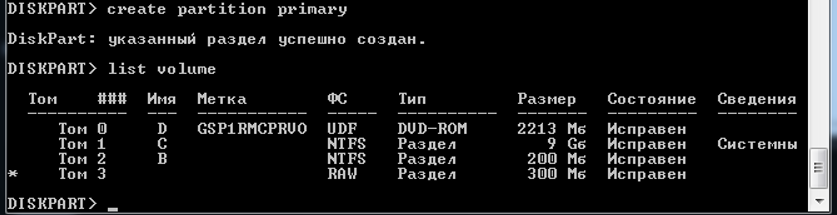 DISKPART> create partition primary
DiskPart: указанный раздел успешно создан.
DISKPART> list volume
Том ### Имя Метка ФС Тип Размер Состояние Сведения
---------- --- ----------- ----- ---------- ------- --------- --------
Том 0 D GSP1RMCPRVO UDF DVD-ROM 2213 Мб Исправен
Том 1 C NTFS Раздел 9 Gб Исправен Системны
Том 2 B NTFS Раздел 200 Мб Исправен
* Том 3 RAW Раздел 300 Мб Исправен
DISKPART> _